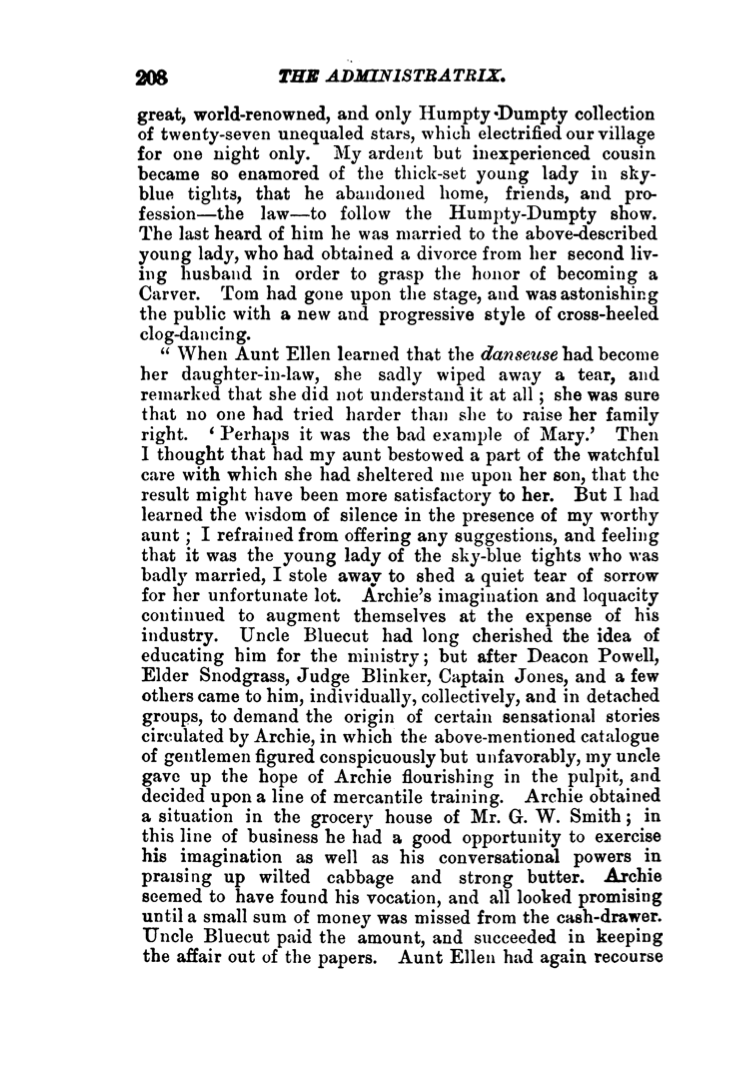 208 THE ADMINISTRATRIX.
great, world-renowned, and only Humpty-Dumpty collection
of twenty-seven unequaled stars, which electrified our village
for one night only. My ardent but inexperienced cousin
became so enamored of the thick-set young lady in sky-
blue tights, that he abandoned home, friends, and pro-
fession—the law—to follow the Humpty-Dumpty show.
The last heard of him he was married to the above-described
young lady, who had obtained a divorce from her second liv-
ing husband in order to grasp the honor of becoming a
Carver. Tom had gone upon the stage, and was astonishing
the public with a new and progressive style of cross-heeled
clog-dancing.
“ When Aunt Ellen learned that the danseuse had become
her daughter-in-law, she sadly wiped away a tear, and
remarked that she did not understand it at all ; she was sure
that no one had tried harder than she to raise her family
right. ‘ Perhaps it was the bad example of Mary.’ Then
I thought that had my aunt bestowed a part of the watchful
care with which she had sheltered me upon her son, that the
result might have been more satisfactory to her. But I had
learned the wisdom of silence in the presence of my worthy
aunt ; I refrained from offering any suggestions, and feeling
that it was the young lady of the sky-blue tights who was
badly married, I stole away to shed a quiet tear of sorrow
for her unfortunate lot. Archie’s imagination and loquacity
continued to augment themselves at the expense of his
industry. Uncle Bluecut had long cherished the idea of
educating him for the ministry ; but after Deacon Powell,
Elder Snodgrass, Judge Blinker, Captain Jones, and a few
others came to him, individually, collectively, and in detached
groups, to demand the origin of certain sensational stories
circulated by Archie, in which the above-mentioned catalogue
of gentlemen figured conspicuously but unfavorably, my uncle
gave up the hope of Archie flourishing in the pulpit, and
decided upon a line of mercantile training. Archie obtained
a situation in the grocery house of Mr. G. W. Smith ; in
this line of business he had a good opportunity to exercise
his imagination as well as his conversational powers in
praising up wilted cabbage and strong butter. Archie
seemed to have found his vocation, and all looked promising
until a small sum of money was missed from the cash-drawer.
Uncle Bluecut paid the amount, and succeeded in keeping
the affair out of the papers. Aunt Ellen had again recourse